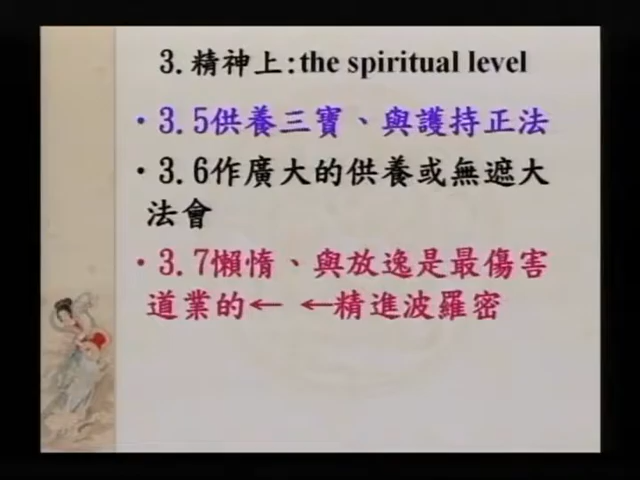 3.精神上:the spiritual level
•3.5供養三寶、與護持正法
•3.6作廣大的供養或無遮大
法會
•3.7懶惰、與放逸是最傷害
道業的← ←精進波羅密